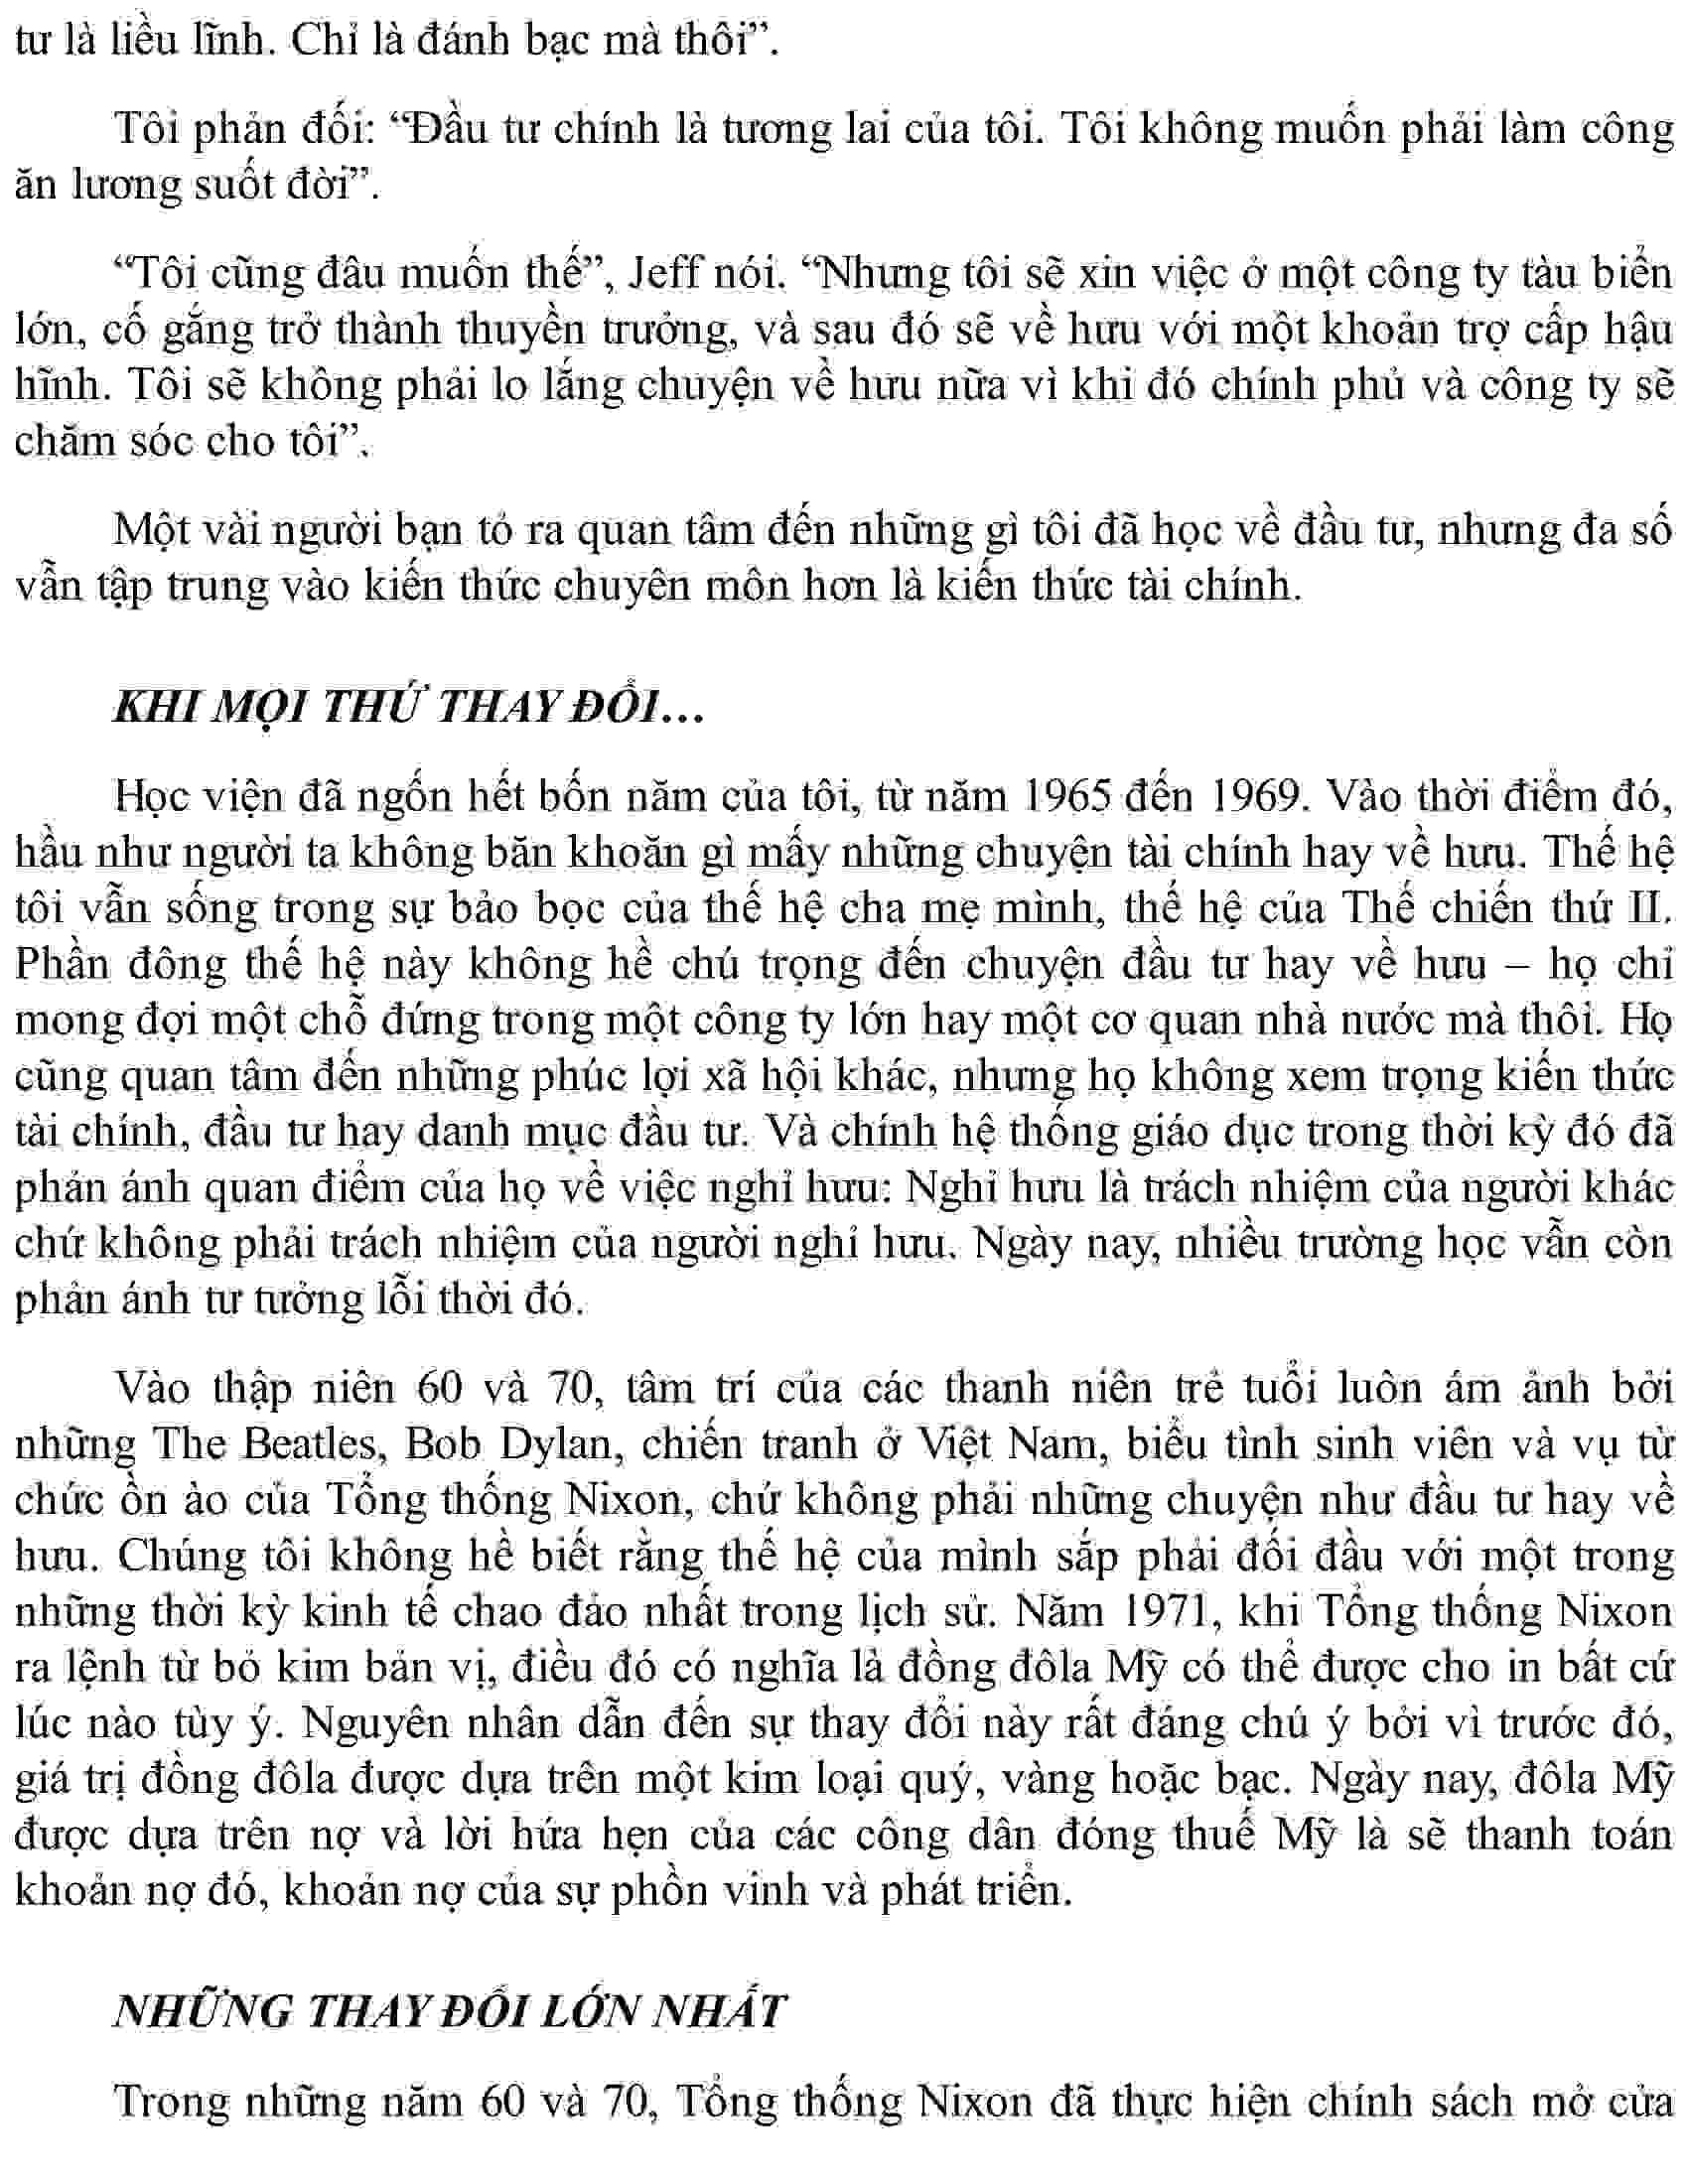 tư là liều lĩnh. Chỉ là đánh bạc mà thôi”.
Tôi phản đối: “Đầu tư chính là tương lai của tôi. Tôi không muốn phải làm công
ăn lương suốt đời”.
“Tôi cũng đâu muốn thế”, Jeff nói. “Nhưng tôi sẽ xin việc ở một công ty tàu biển
lớn, cố gắng trở thành thuyền trưởng, và sau đó sẽ về hưu với một khoản trợ cấp hậu
hĩnh. Tôi sẽ không phải lo lắng chuyện về hưu nữa vì khi đó chính phủ và công ty sẽ
chăm sóc cho tôi”.
Một vài người bạn tỏ ra quan tâm đến những gì tôi đã học về đầu tư, nhưng đa số
vẫn tập trung vào kiến thức chuyên môn hơn là kiến thức tài chính.
KHI MỌI THỨ THAY ĐỔI...
Học viện đã ngốn hết bốn năm của tôi, từ năm 1965 đến 1969. Vào thời điểm đó,
hầu như người ta không băn khoăn gì mấy những chuyện tài chính hay về hưu. Thế hệ
tôi vẫn sống trong sự bảo bọc của thế hệ cha mẹ mình, thế hệ của Thế chiến thứ II.
Phần đông thế hệ này không hề chú trọng đến chuyện đầu tư hay về hưu – họ chỉ
mong đợi một chỗ đứng trong một công ty lớn hay một cơ quan nhà nước mà thôi. Họ
cũng quan tâm đến những phúc lợi xã hội khác, nhưng họ không xem trọng kiến thức
tài chính, đầu tư hay danh mục đầu tư. Và chính hệ thống giáo dục trong thời kỳ đó đã
phản ánh quan điểm của họ về việc nghỉ hưu: Nghỉ hưu là trách nhiệm của người khác
chứ không phải trách nhiệm của người nghỉ hưu. Ngày nay, nhiều trường học vẫn còn
phản ánh tư tưởng lỗi thời đó.
Vào thập niên 60 và 70, tâm trí của các thanh niên trẻ tuổi luôn ám ảnh bởi
những The Beatles, Bob Dylan, chiến tranh ở Việt Nam, biểu tình sinh viên và vụ từ
chức ồn ào của Tổng thống Nixon, chứ không phải những chuyện như đầu tư hay về
hưu. Chúng tôi không hề biết rằng thế hệ của mình sắp phải đối đầu với một trong
những thời kỳ kinh tế chao đảo nhất trong lịch sử. Năm 1971, khi Tổng thống Nixon
ra lệnh từ bỏ kim bản vị, điều đó có nghĩa là đồng đôla Mỹ có thể được cho in bất cứ
lúc nào tùy ý. Nguyên nhân dẫn đến sự thay đổi này rất đáng chú ý bởi vì trước đó,
giá trị đồng đôla được dựa trên một kim loại quý, vàng hoặc bạc. Ngày nay, đôla Mỹ
được dựa trên nợ và lời hứa hẹn của các công dân đóng thuế Mỹ là sẽ thanh toán
khoản nợ đó, khoản nợ của sự phồn vinh và phát triển.
NHỮNG THAY ĐỔI LỚN NHẤT
Trong những năm 60 và 70, Tổng thống Nixon đã thực hiện chính sách mở cửa